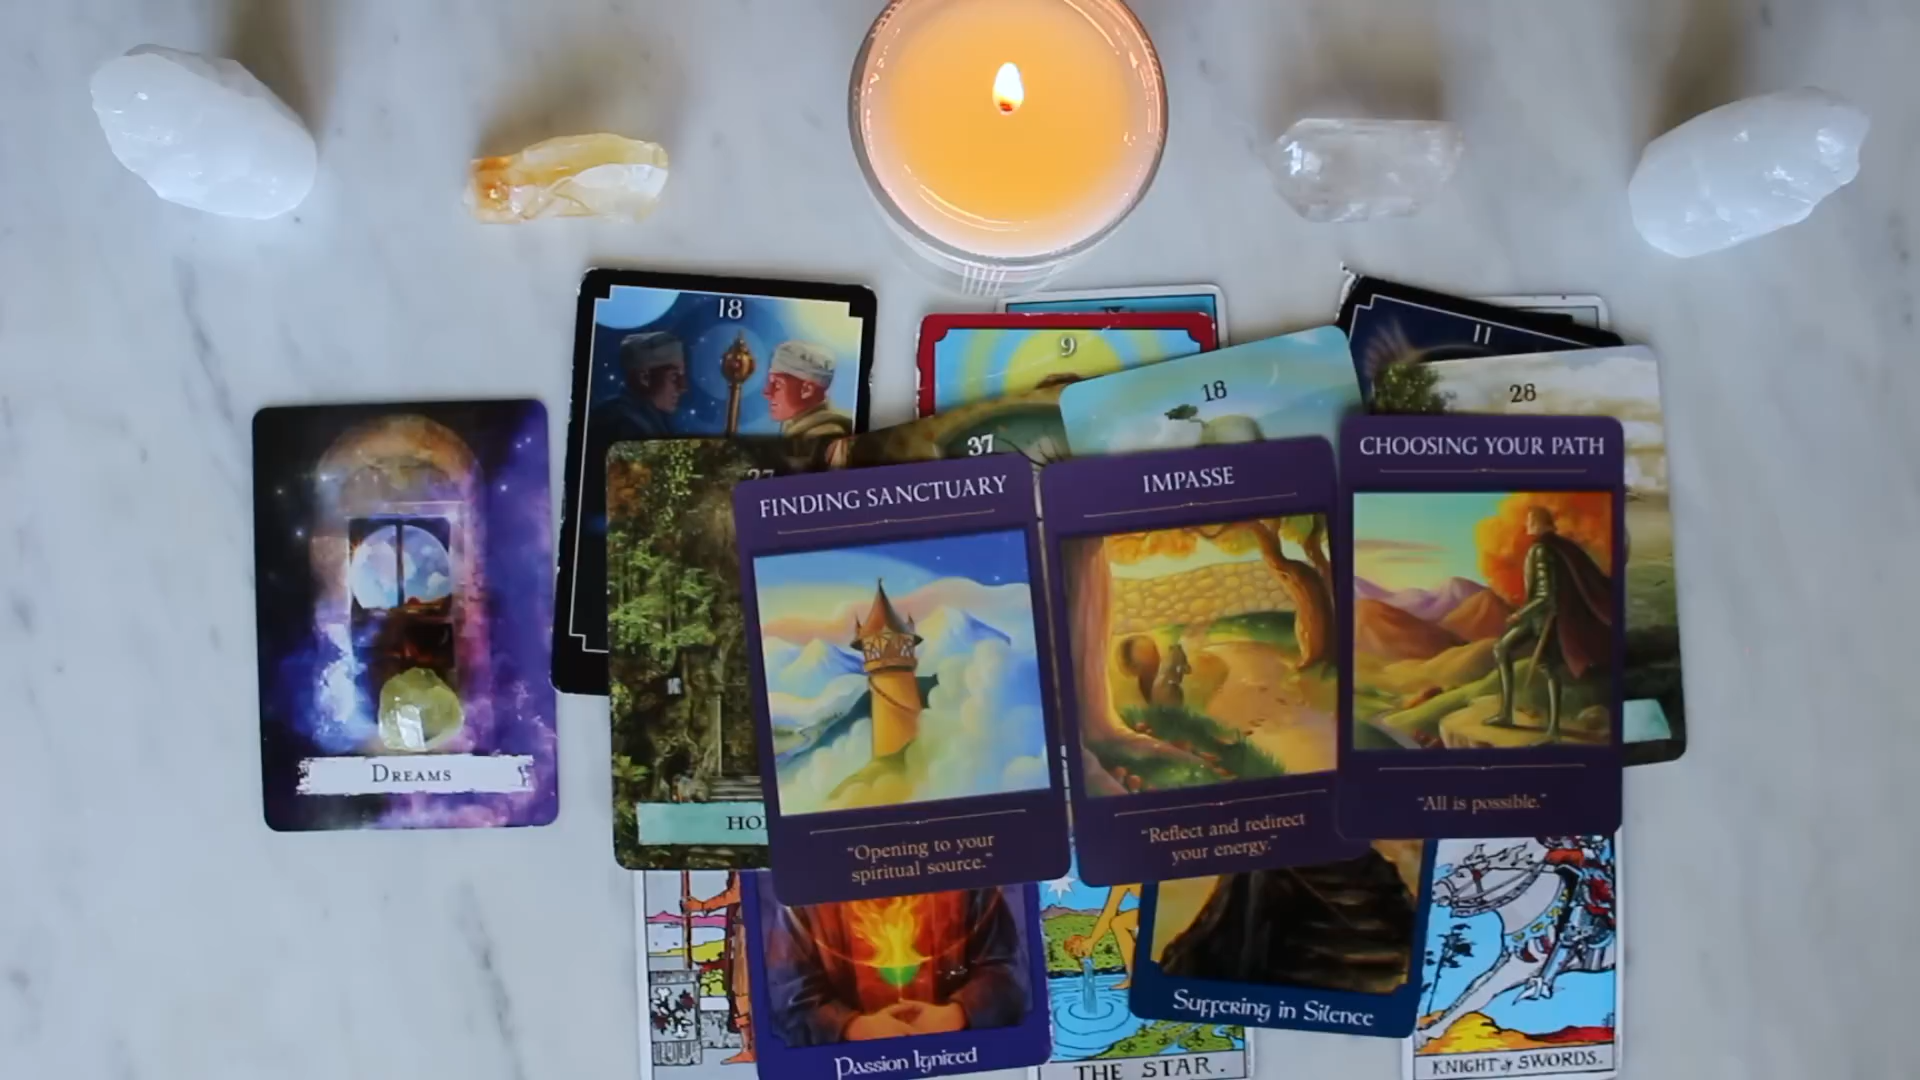 18
9
18
11
28
37
27
CHOOSING YOUR PATH
IMPASSE
FINDING SANCTUARY
DREAMS
"All is possible."
"Reflect and redirect
your energy."
"Opening to your
spiritual source."
HO
Suffering in Silence
Passion Ignited
THE STAR.
KNIGHT of SWORDS.